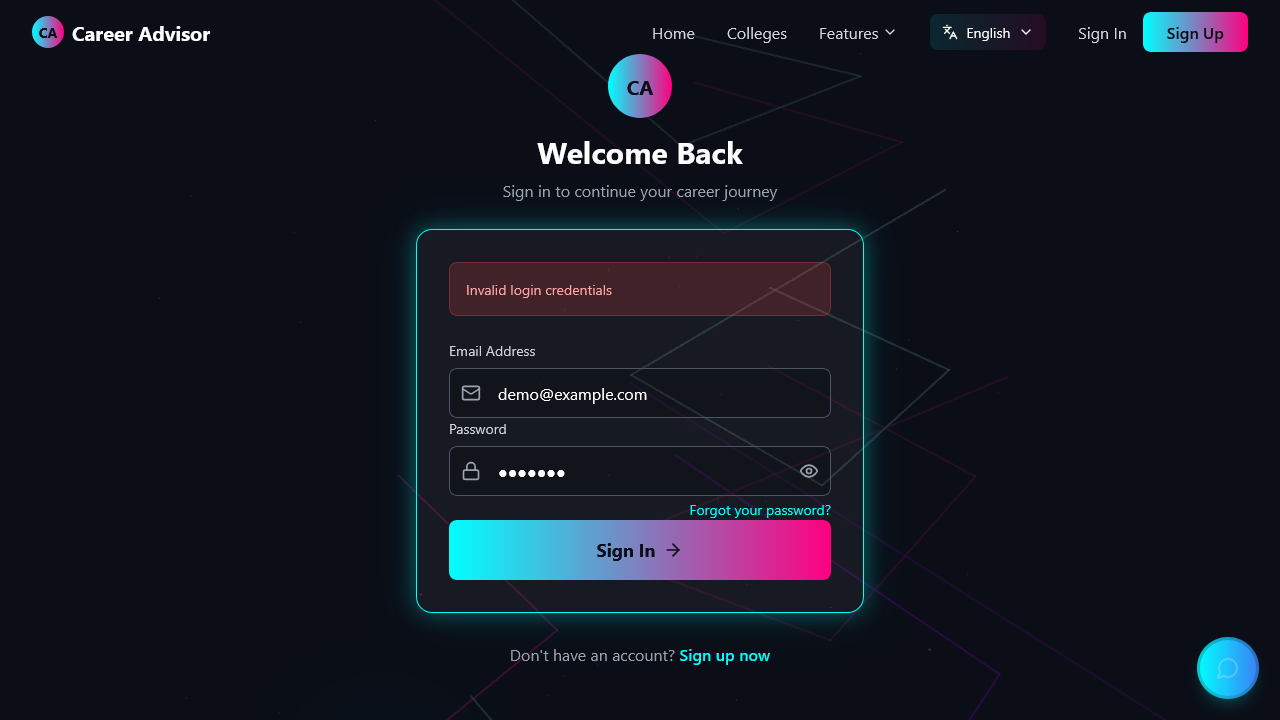 CA Career Advisor
Home Colleges Features English Sign In Sign Up
CA
Welcome Back
Sign in to continue your career journey
Invalid login credentials
Email Address
demo@example.com
Password
•••••••
Forgot your password?
Sign In →
Don't have an account? Sign up now